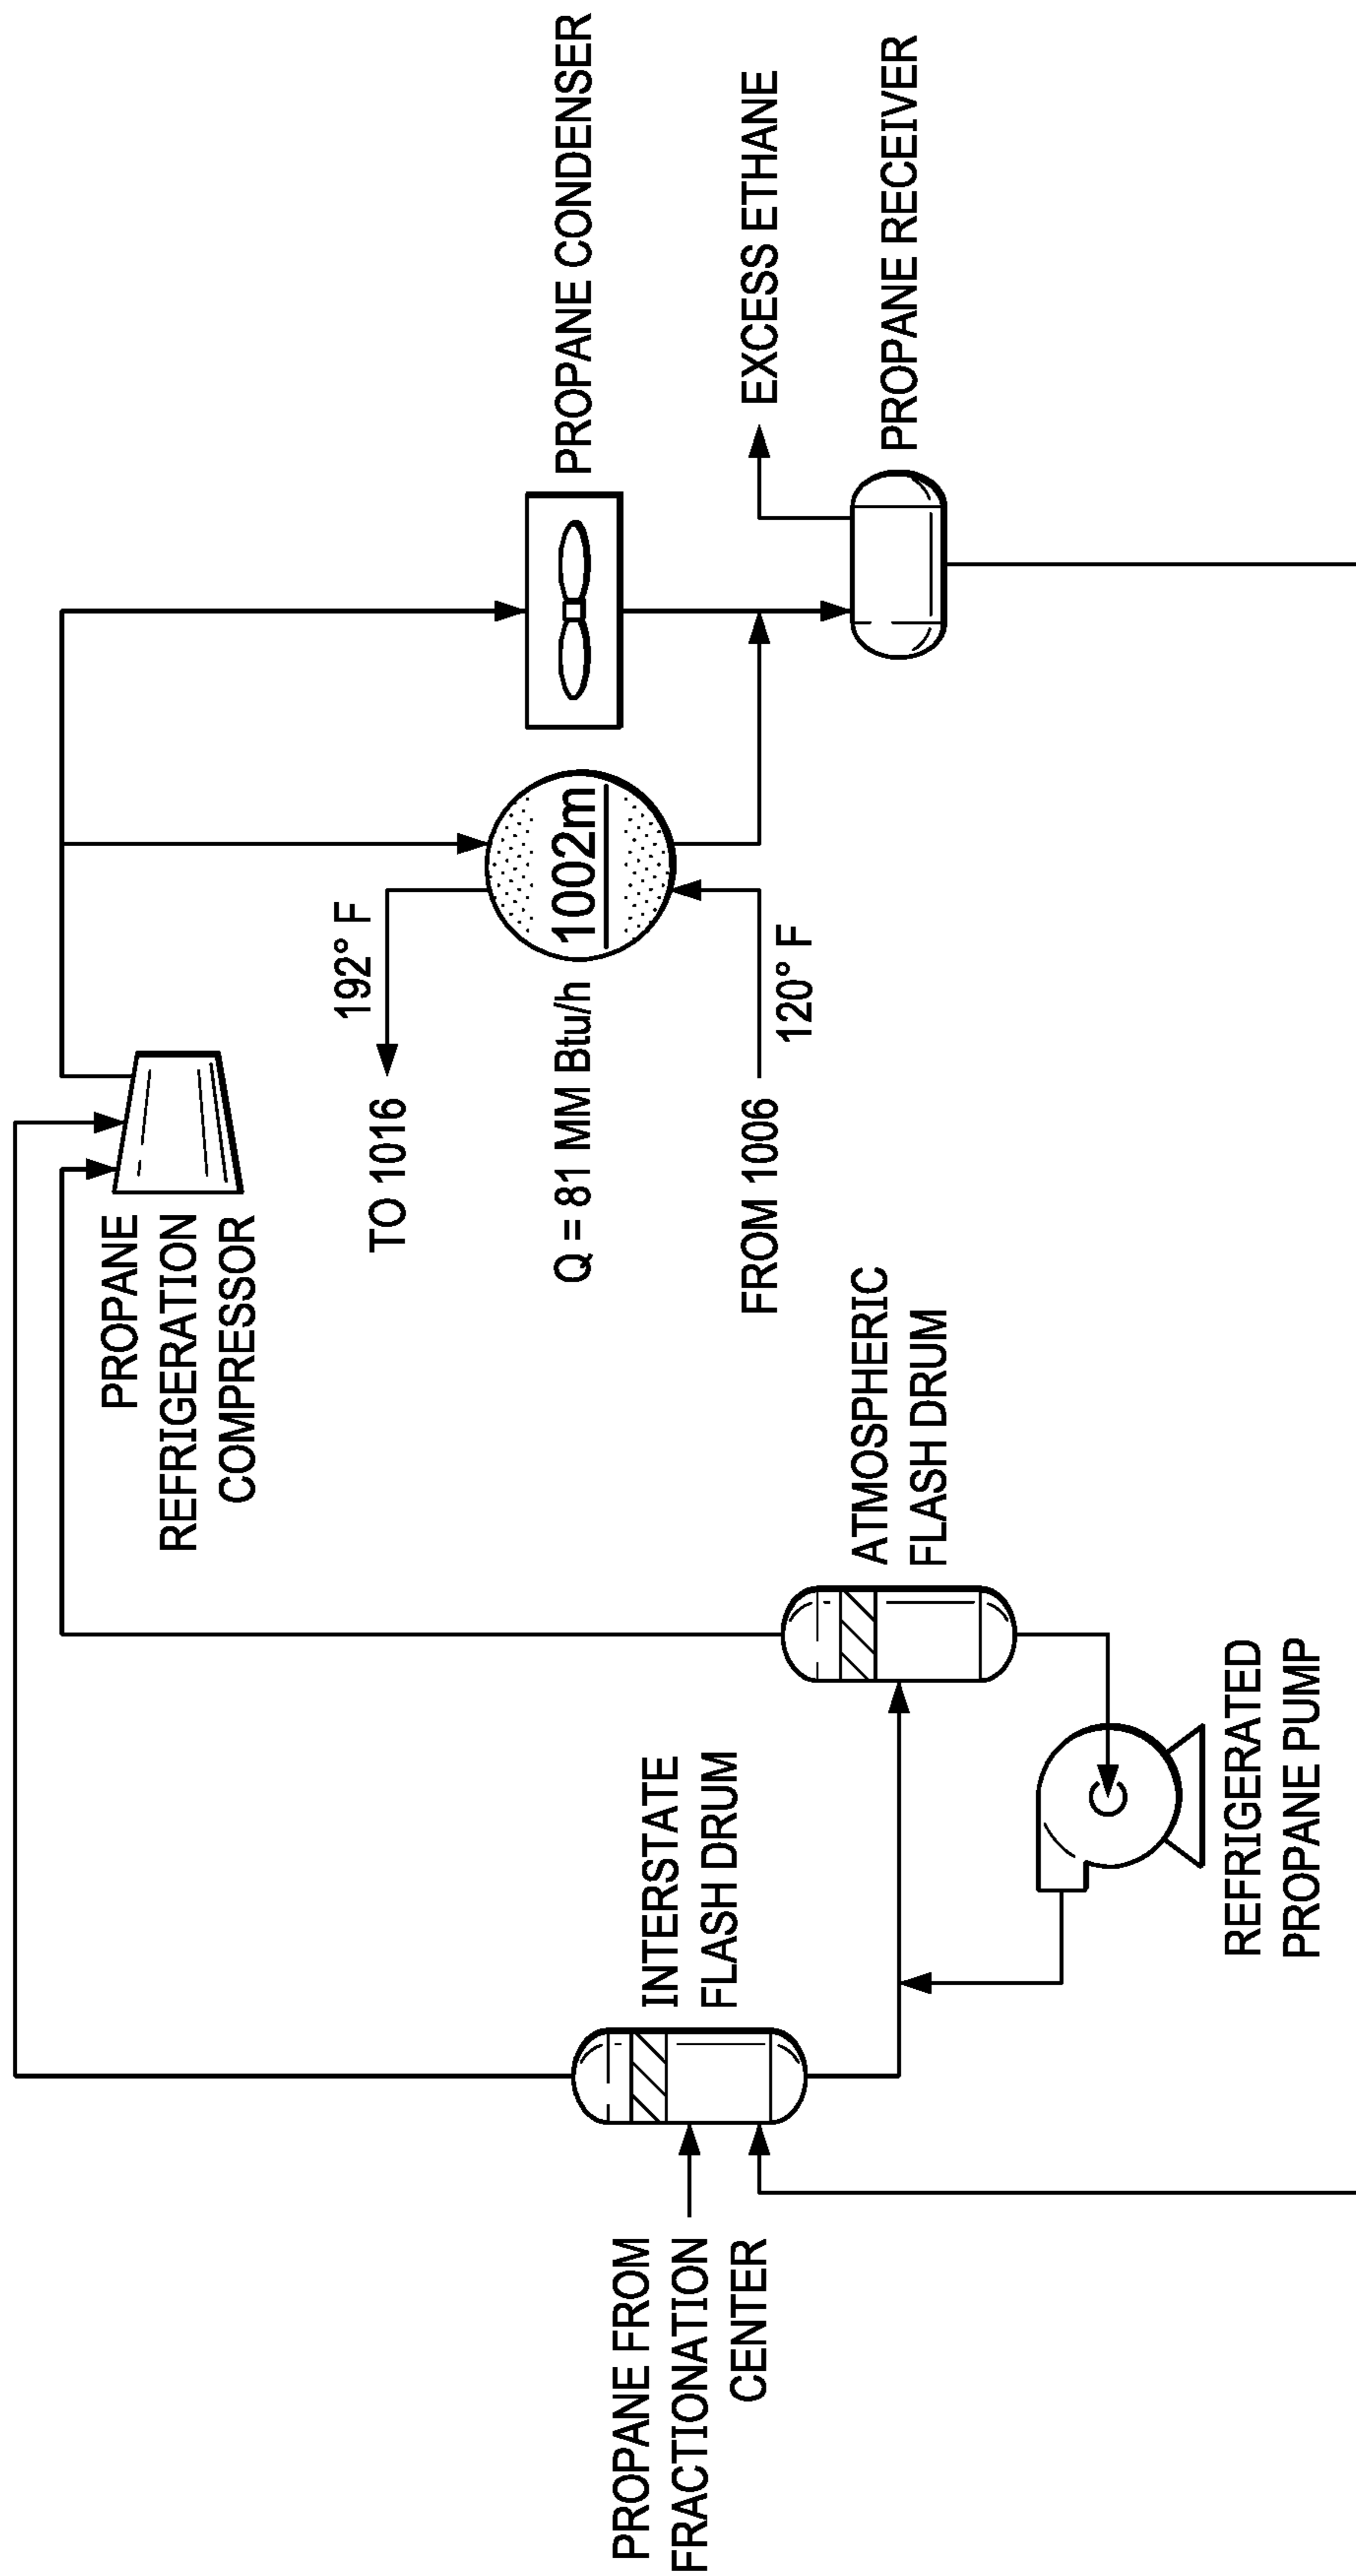 PROPANE
REFRIGERATION
COMPRESSOR
192° F
TO 1016
PROPANE CONDENSER
1002m
Q = 81 MM Btu/h
FROM 1006
120° F
EXCESS ETHANE
PROPANE RECEIVER
PROPANE FROM
FRACTIONATION
CENTER
INTERSTATE
FLASH DRUM
ATMOSPHERIC
FLASH DRUM
REFRIGERATED
PROPANE PUMP